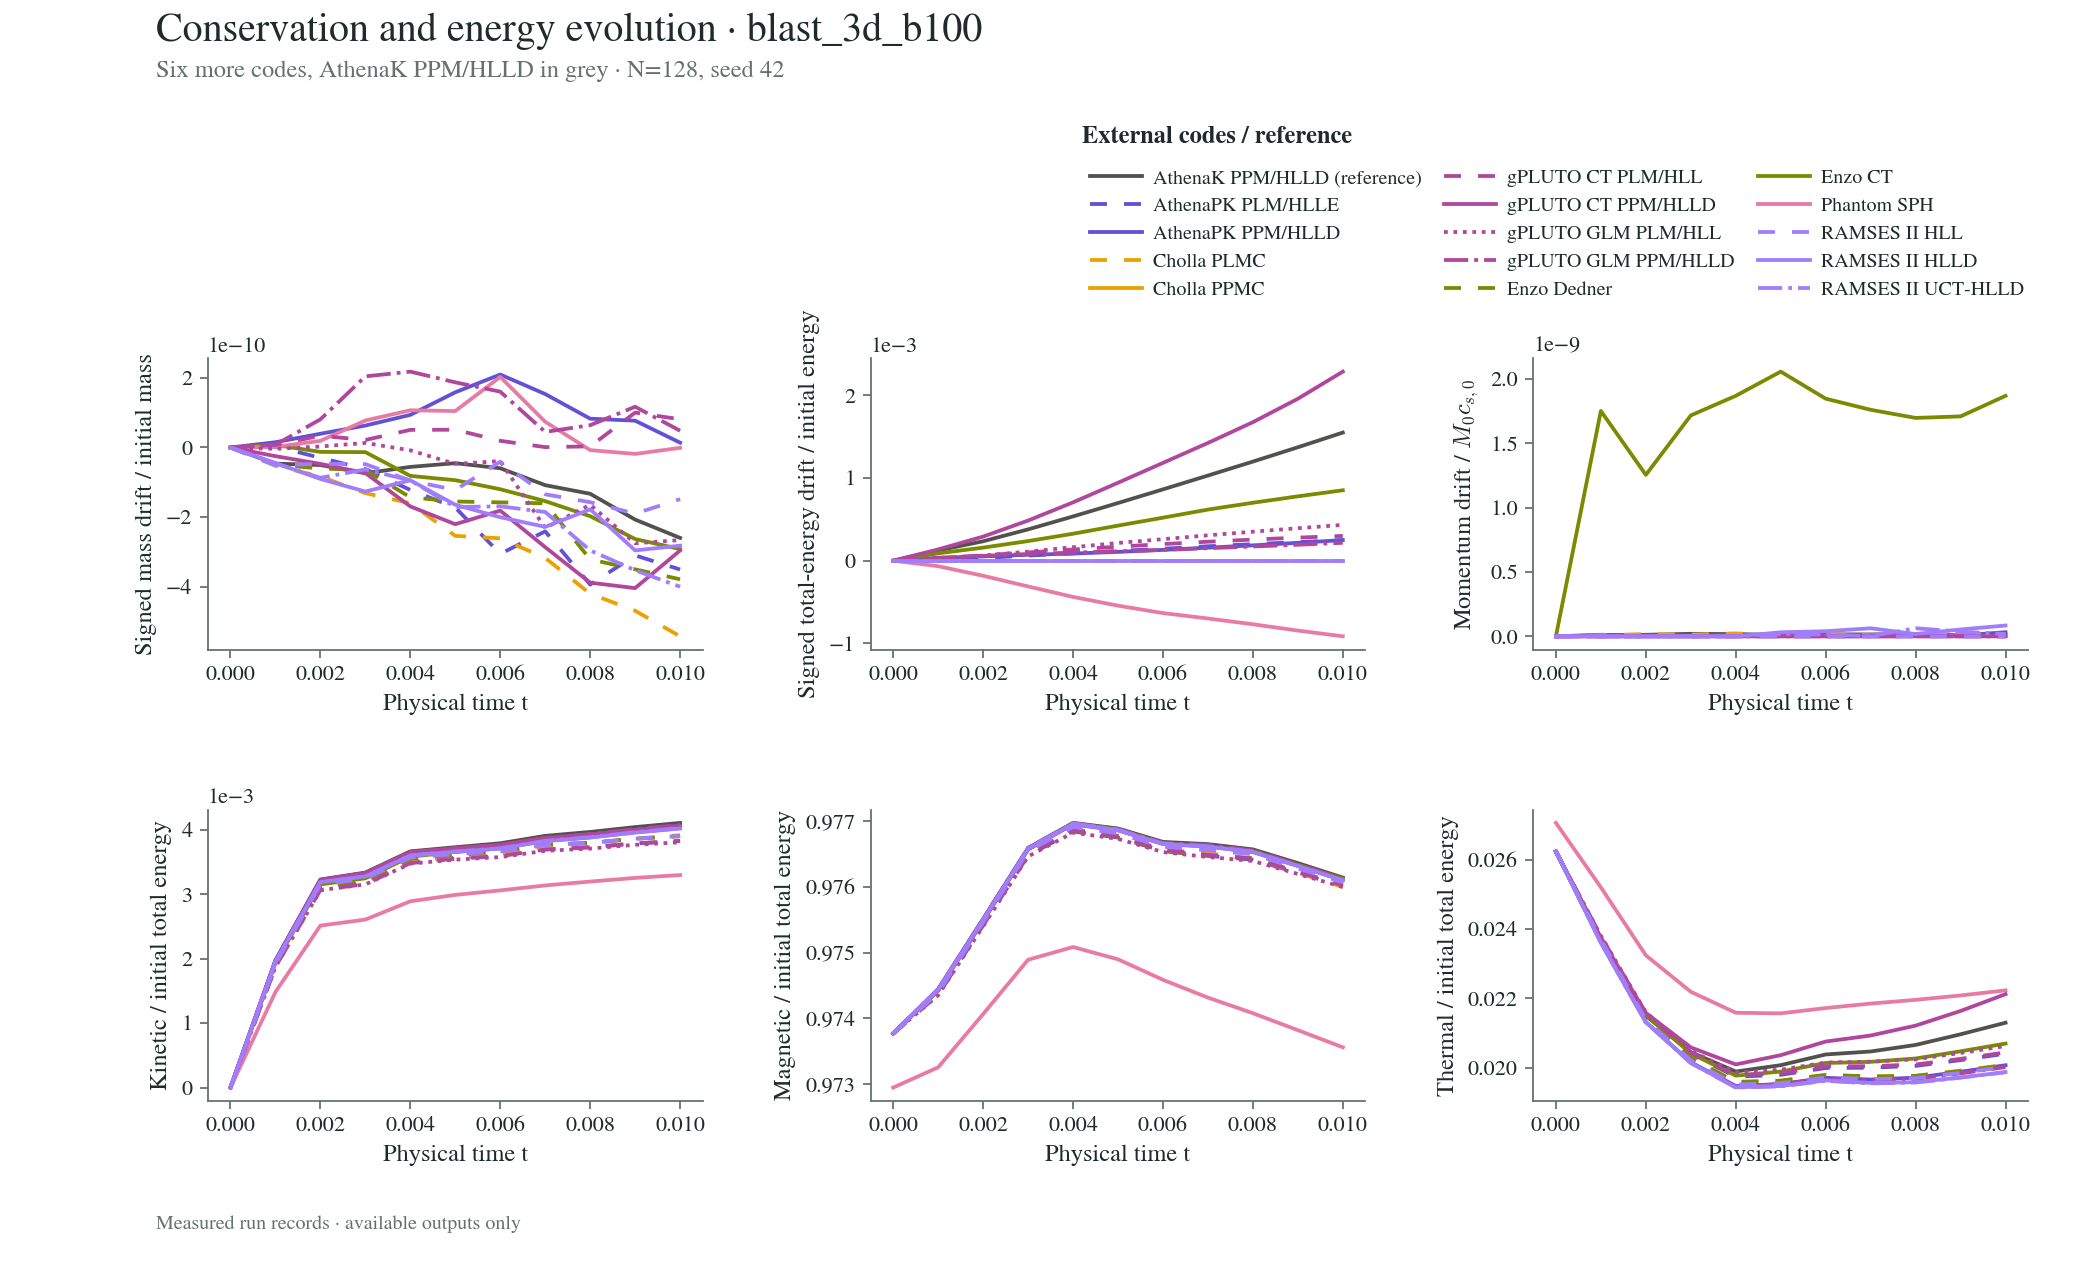 Conservation and energy evolution · blast_3d_b100
Six more codes, AthenaK PPM/HLLD in grey · N=128, seed 42
External codes / reference
AthenaK PPM/HLLD (reference)
AthenaPK PLM/HLLE
AthenaPK PPM/HLLD
Cholla PLMC
Cholla PPMC
gPLUTO CT PLM/HLL
gPLUTO CT PPM/HLLD
gPLUTO GLM PLM/HLL
gPLUTO GLM PPM/HLLD
Enzo Dedner
Enzo CT
Phantom SPH
RAMSES II HLL
RAMSES II HLLD
RAMSES II UCT-HLLD
Signed mass drift / initial mass
1e−10
2
0
−2
−4
0.000 0.002 0.004 0.006 0.008 0.010
Physical time t
Signed total-energy drift / initial energy
1e−3
2
1
0
−1
0.000 0.002 0.004 0.006 0.008 0.010
Physical time t
Momentum drift / M₀cₛ,₀
1e−9
2.0
1.5
1.0
0.5
0.0
0.000 0.002 0.004 0.006 0.008 0.010
Physical time t
Kinetic / initial total energy
1e−3
4
3
2
1
0
0.000 0.002 0.004 0.006 0.008 0.010
Physical time t
Magnetic / initial total energy
0.977
0.976
0.975
0.974
0.973
0.000 0.002 0.004 0.006 0.008 0.010
Physical time t
Thermal / initial total energy
0.026
0.024
0.022
0.020
0.000 0.002 0.004 0.006 0.008 0.010
Physical time t
Measured run records · available outputs only